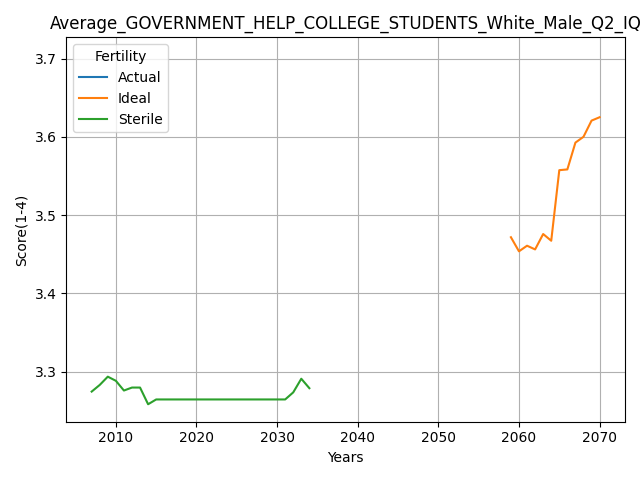 Average_GOVERNMENT_HELP_COLLEGE_STUDENTS_White_Male_Q2_IQ
Fertility
Actual
Ideal
Sterile
Score(1-4)
3.7
3.6
3.5
3.4
3.3
2010 2020 2030 2040 2050 2060 2070
Years